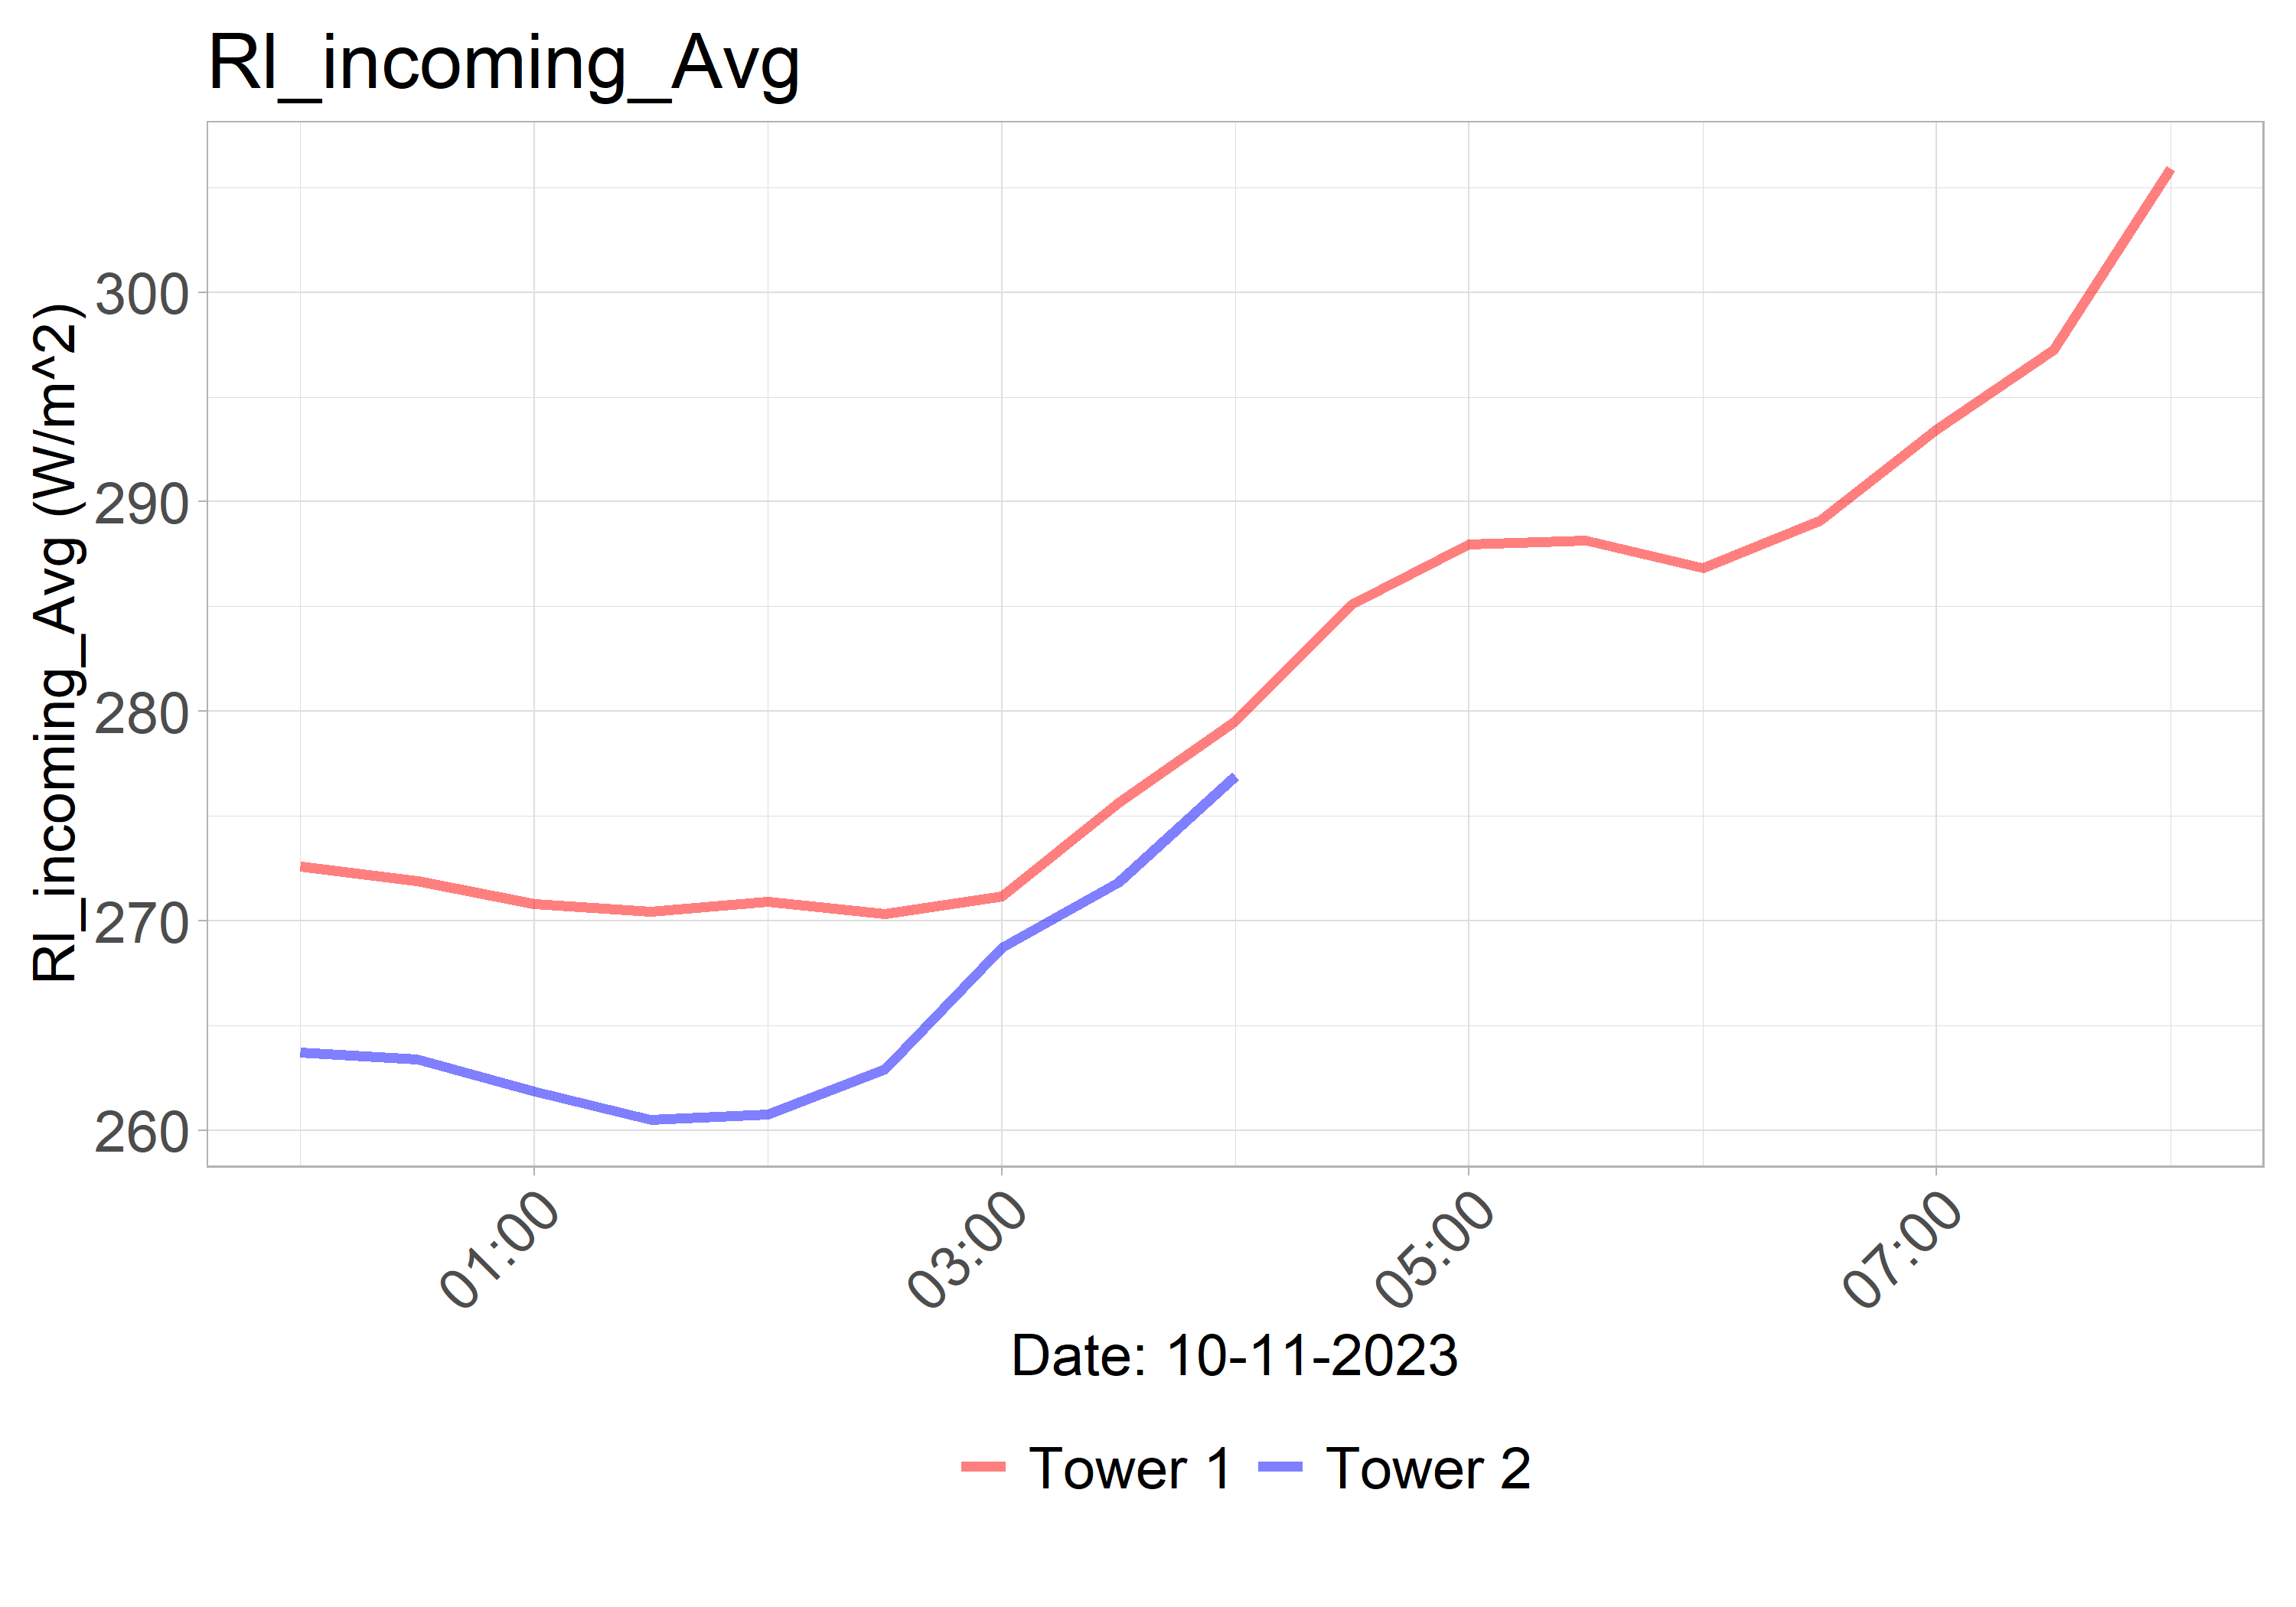 Rl_incoming_Avg
Rl_incoming_Avg (W/m^2)
300
290
280
270
260
01:00
03:00
05:00
07:00
Date: 10-11-2023
Tower 1
Tower 2